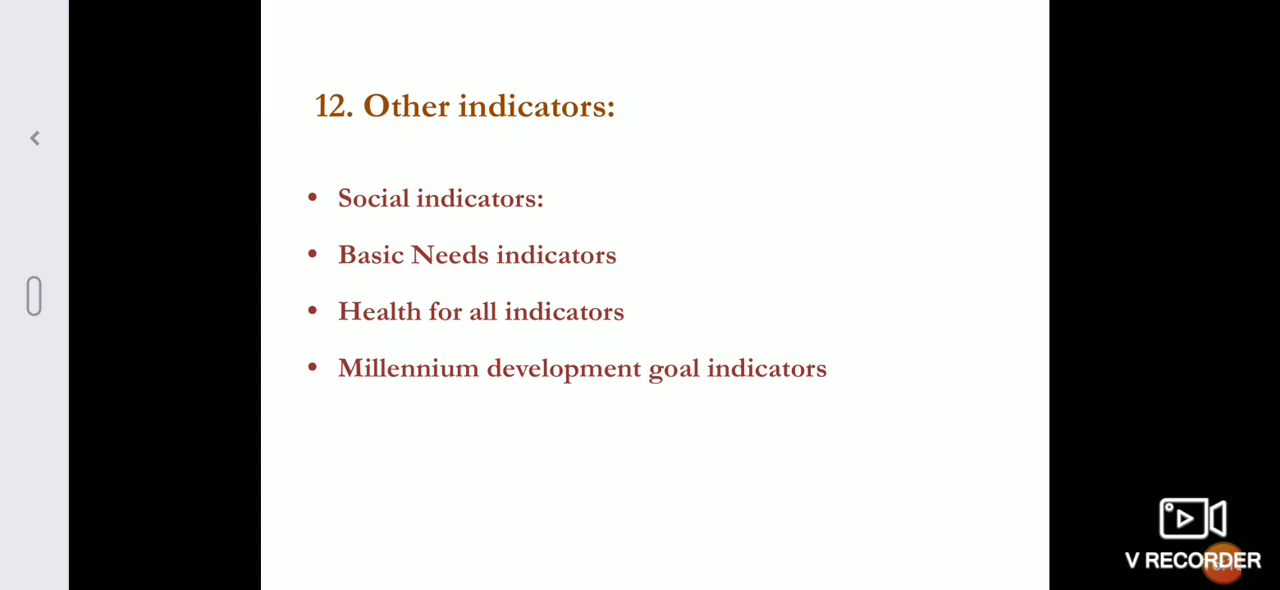 12. Other indicators:
• Social indicators:
• Basic Needs indicators
• Health for all indicators
• Millennium development goal indicators
V RECORDER